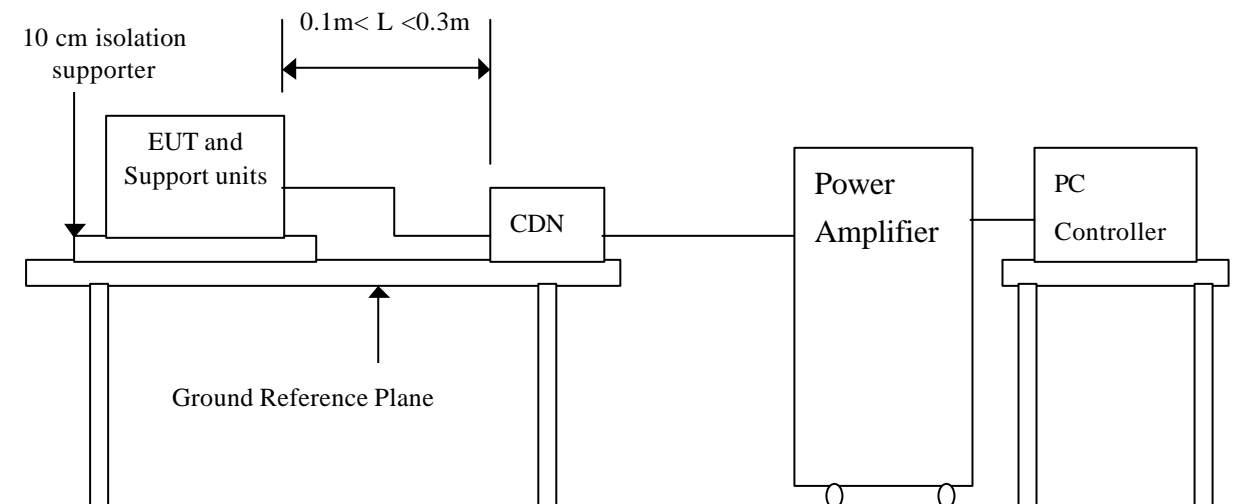 0.1m< L <0.3m
10 cm isolation
supporter
EUT and
Support units
CDN
Power
Amplifier
PC
Controller
Ground Reference Plane